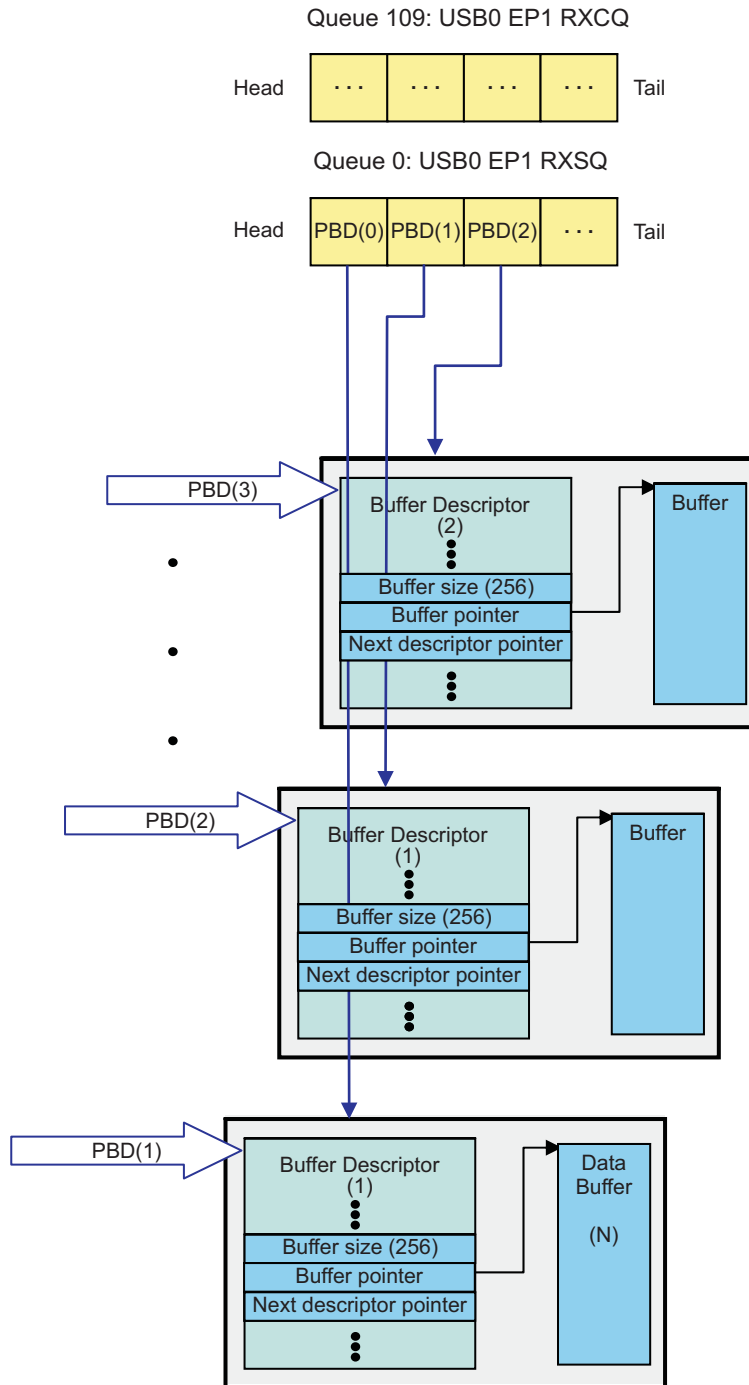 Queue 109: USB0 EP1 RXCQ
Head ... ... ... ... Tail
Queue 0: USB0 EP1 RXSQ
Head PBD(0) PBD(1) PBD(2) ... Tail
PBD(3)
Buffer Descriptor
(2)
Buffer size (256)
Buffer pointer
Next descriptor pointer
Buffer
PBD(2)
Buffer Descriptor
(1)
Buffer size (256)
Buffer pointer
Next descriptor pointer
Buffer
PBD(1)
Buffer Descriptor
(1)
Buffer size (256)
Buffer pointer
Next descriptor pointer
Data
Buffer
(N)